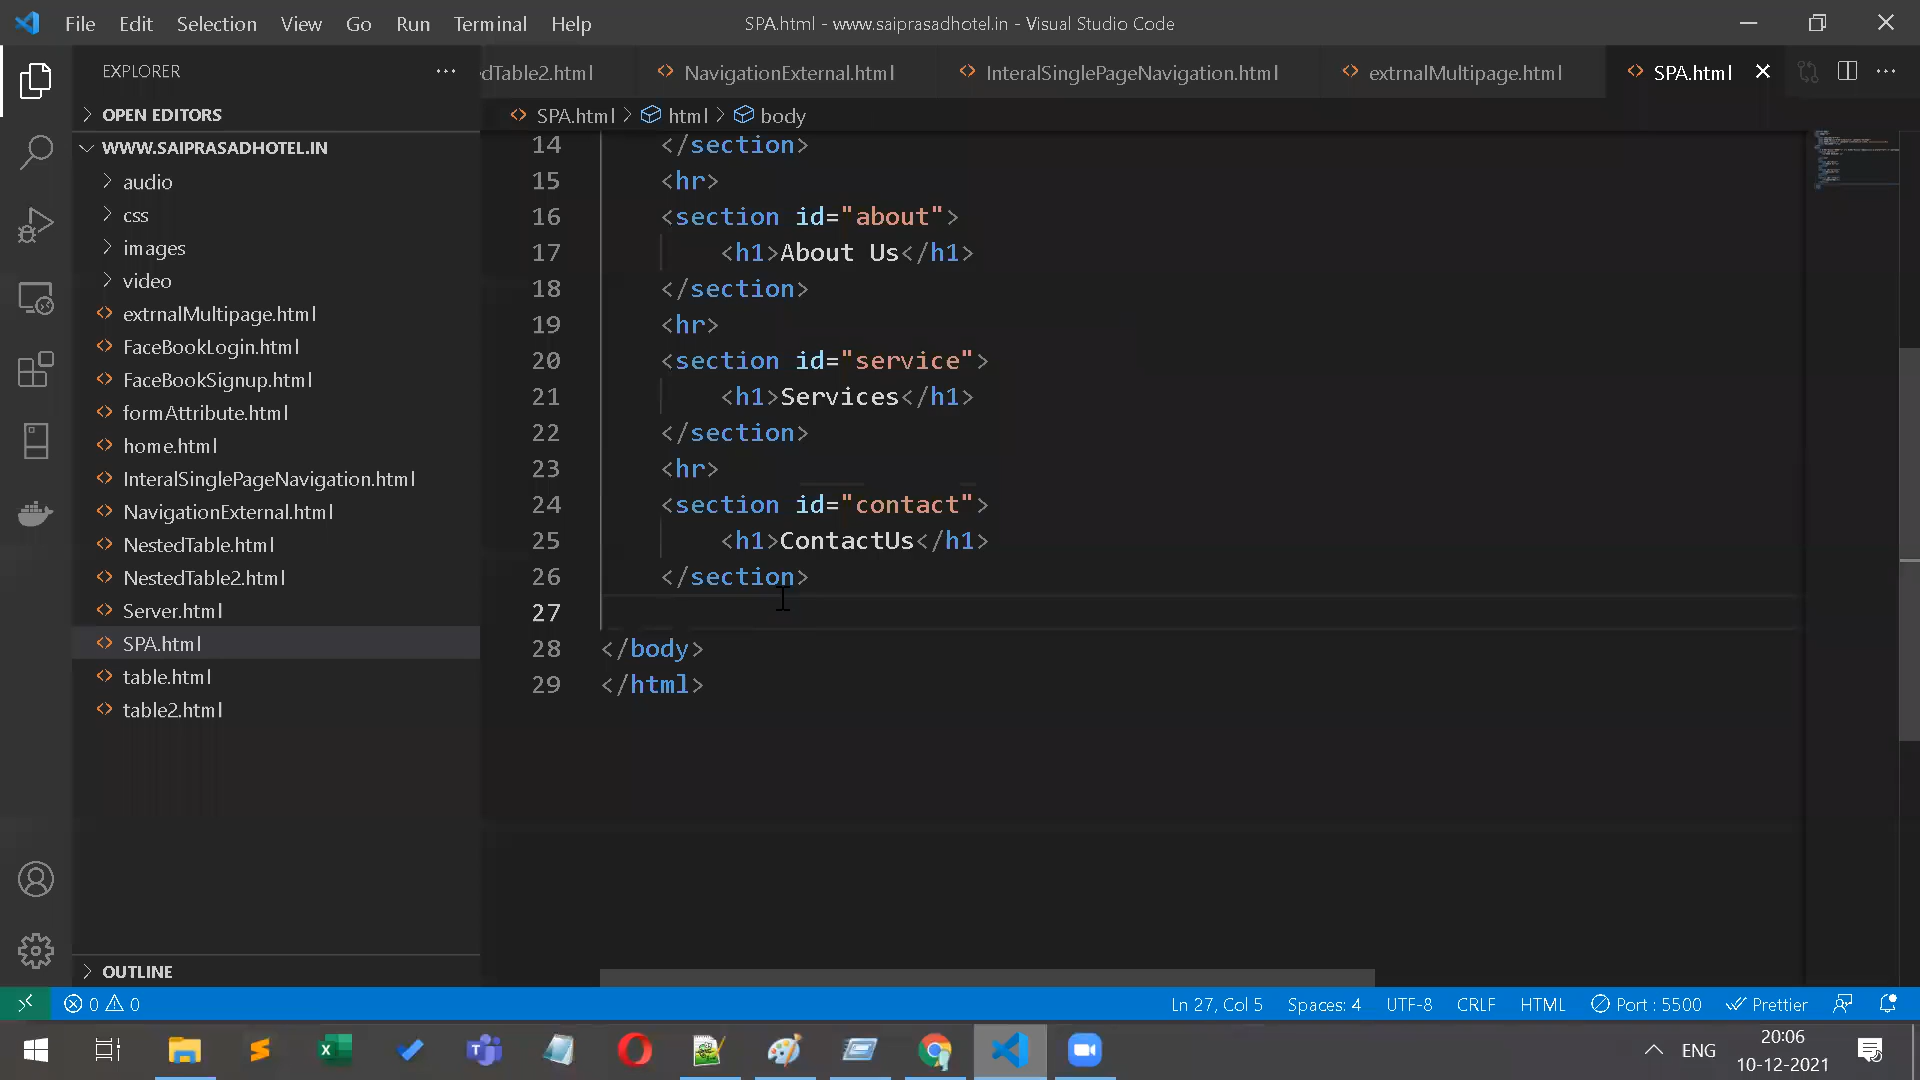 File Edit Selection View Go Run Terminal Help SPA.html - www.saiprasadhotel.in - Visual Studio Code
EXPLORER
dTable2.html NavigationExternal.html InteralSinglePageNavigation.html extrnalMultipage.html SPA.html
OPEN EDITORS
WWW.SAIPRASADHOTEL.IN
audio
css
images
video
extrnalMultipage.html
FaceBookLogin.html
FaceBookSignup.html
formAttribute.html
home.html
InteralSinglePageNavigation.html
NavigationExternal.html
NestedTable.html
NestedTable2.html
Server.html
SPA.html
table.html
table2.html
OUTLINE
SPA.html > html > body
14 </section>
15 <hr>
16 <section id="about">
17 <h1>About Us</h1>
18 </section>
19 <hr>
20 <section id="service">
21 <h1>Services</h1>
22 </section>
23 <hr>
24 <section id="contact">
25 <h1>ContactUs</h1>
26 </section>
27
28 </body>
29 </html>
0 0 Ln 27, Col 5 Spaces: 4 UTF-8 CRLF HTML Port : 5500 Prettier
ENG 20:06
10-12-2021